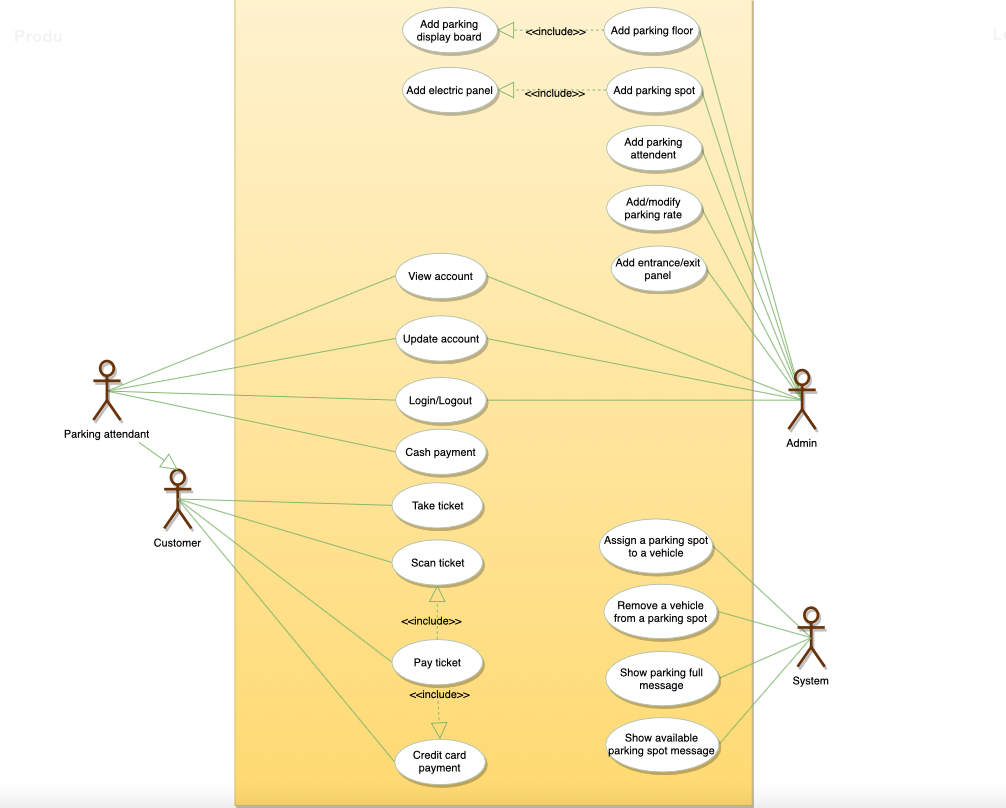 Produ
Add parking
display board
<<include>>
Add parking floor
Add electric panel
<<include>>
Add parking spot
Add parking
attendent
Add/modify
parking rate
Add entrance/exit
panel
View account
Update account
Login/Logout
Cash payment
Parking attendant
Admin
Take ticket
Customer
Scan ticket
Assign a parking spot
to a vehicle
<<include>>
Remove a vehicle
from a parking spot
Pay ticket
<<include>>
Show parking full
message
System
Credit card
payment
Show available
parking spot message